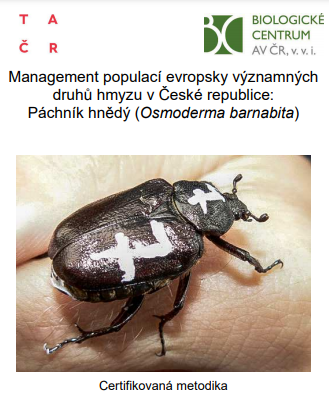 T A
Č R
BIOLOGICKÉ
CENTRUM
AV ČR, v. v. i.
Management populací evropsky významných
druhů hmyzu v České republice:
Páchník hnědý (Osmoderma barnabita)
Certifikovaná metodika